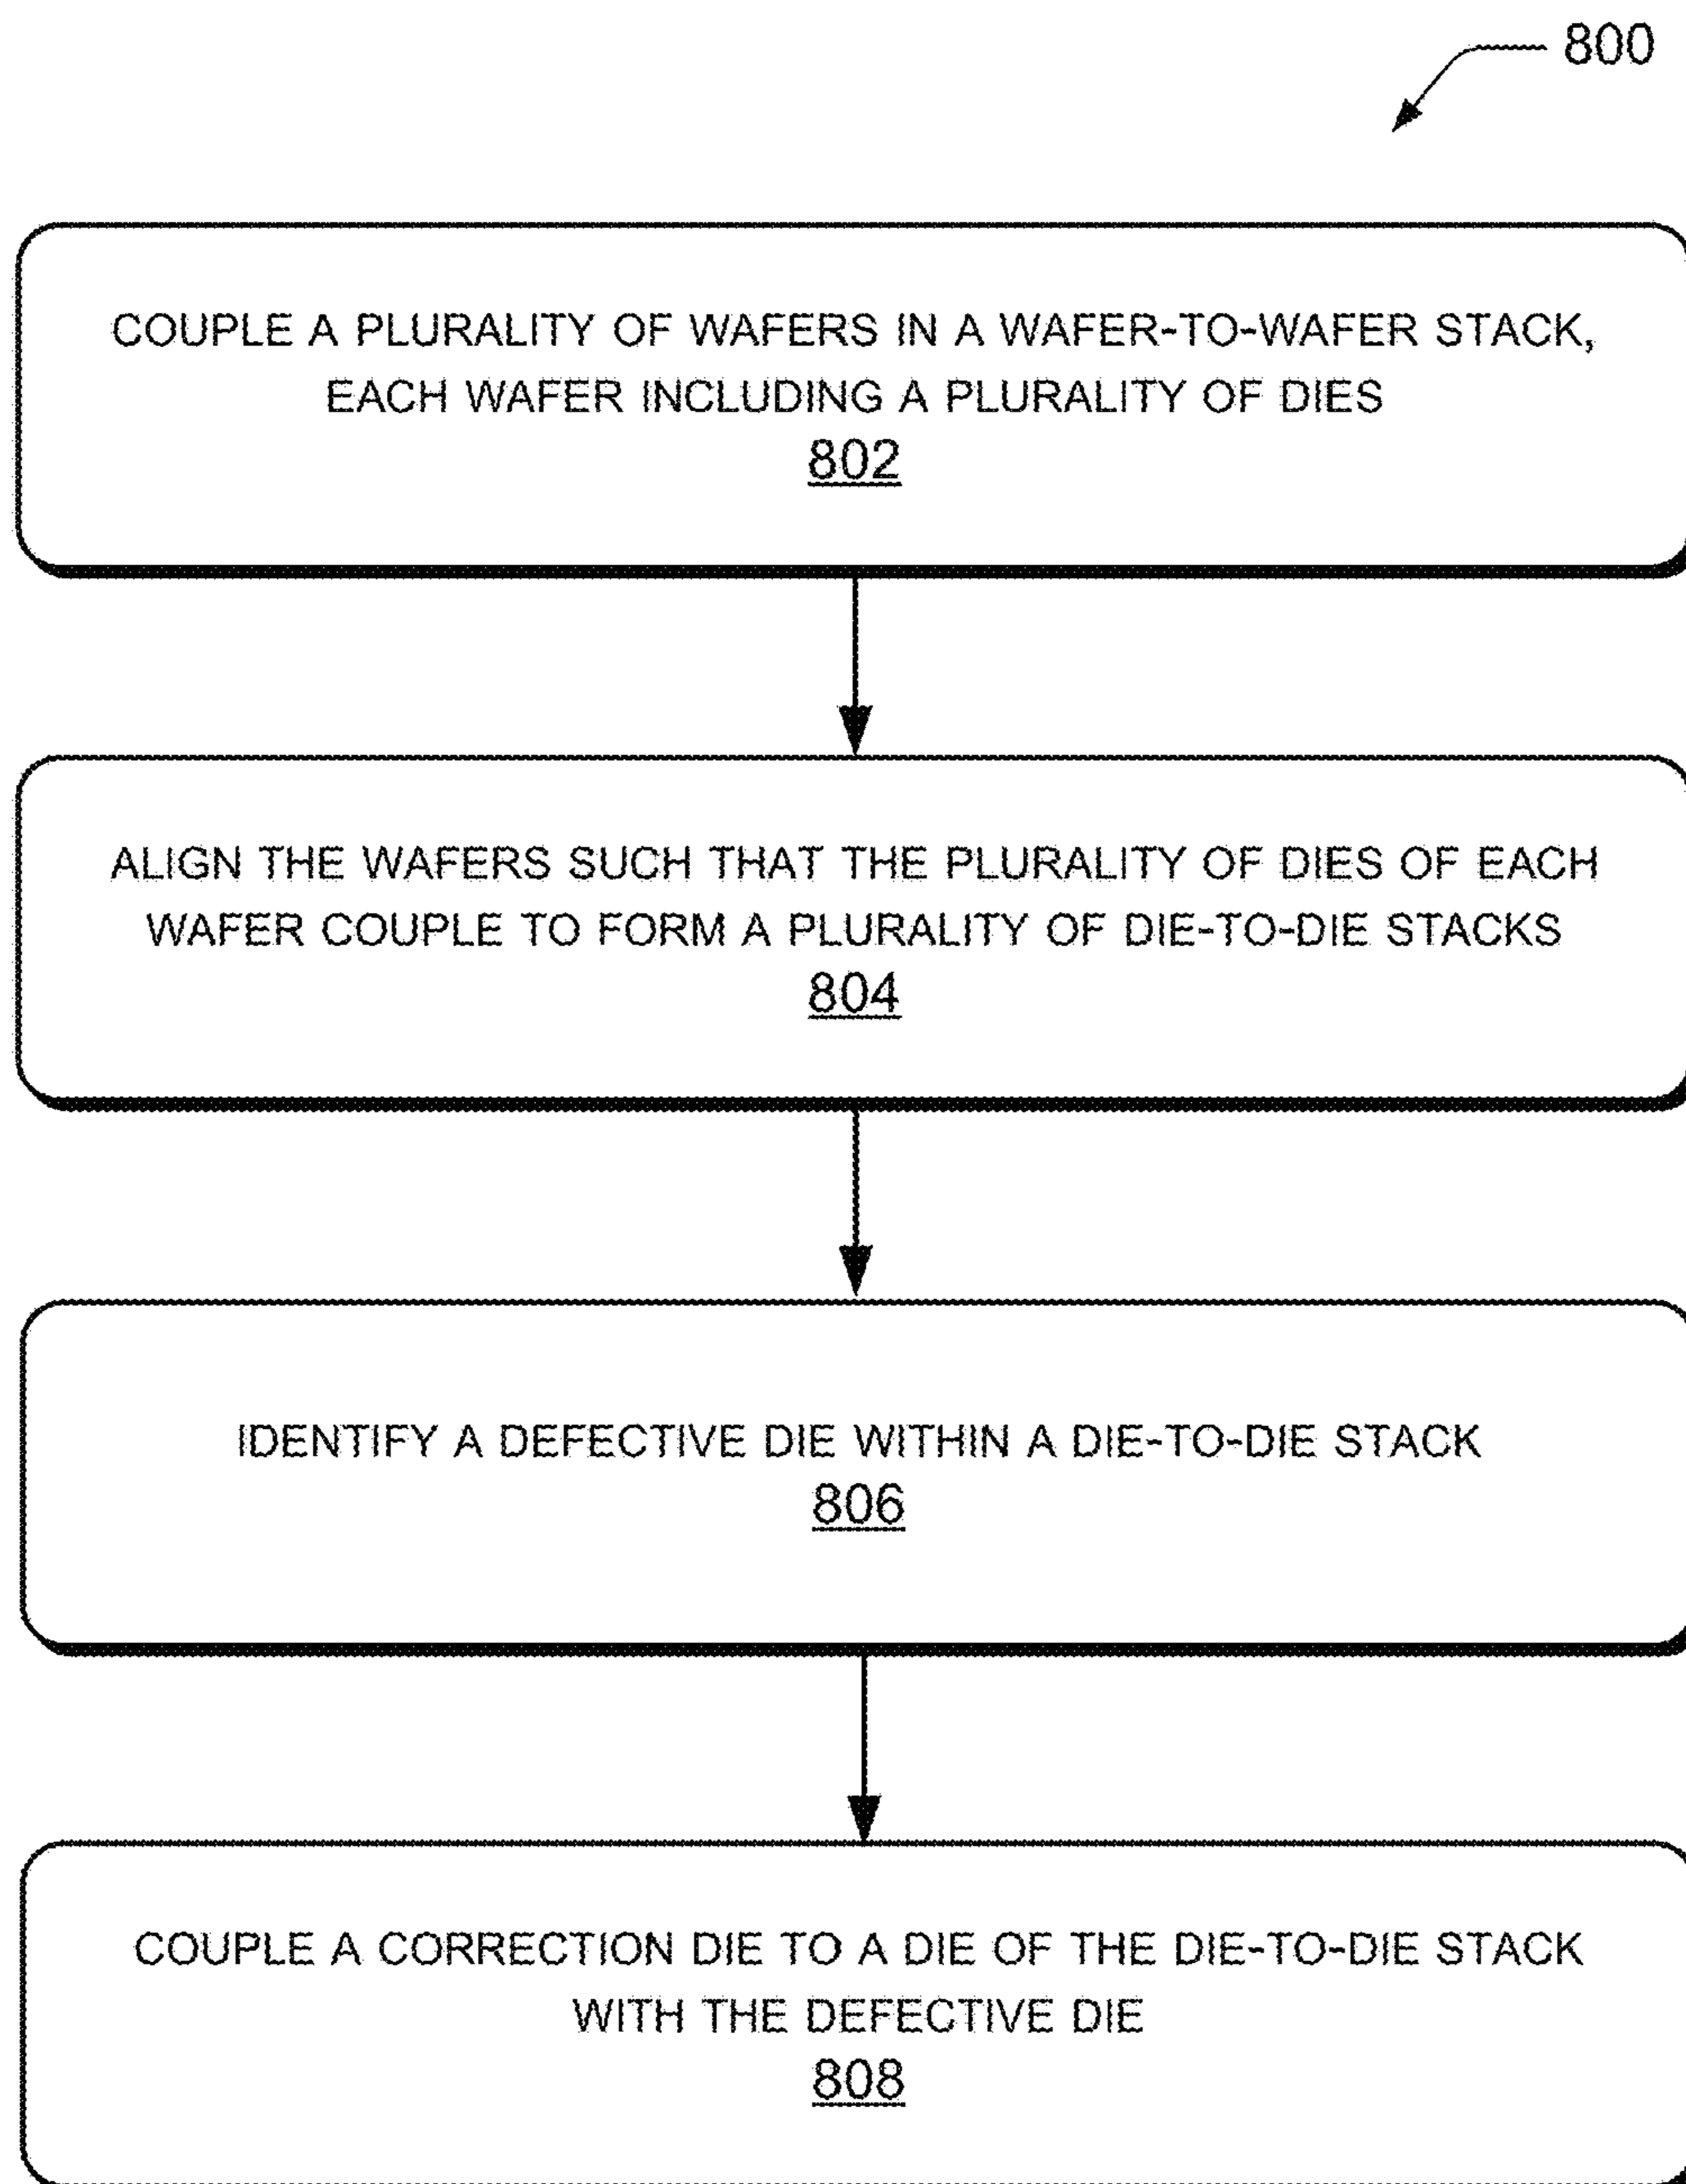 800
COUPLE A PLURALITY OF WAFERS IN A WAFER-TO-WAFER STACK,
EACH WAFER INCLUDING A PLURALITY OF DIES
802
ALIGN THE WAFERS SUCH THAT THE PLURALITY OF DIES OF EACH
WAFER COUPLE TO FORM A PLURALITY OF DIE-TO-DIE STACKS
804
IDENTIFY A DEFECTIVE DIE WITHIN A DIE-TO-DIE STACK
806
COUPLE A CORRECTION DIE TO A DIE OF THE DIE-TO-DIE STACK
WITH THE DEFECTIVE DIE
808